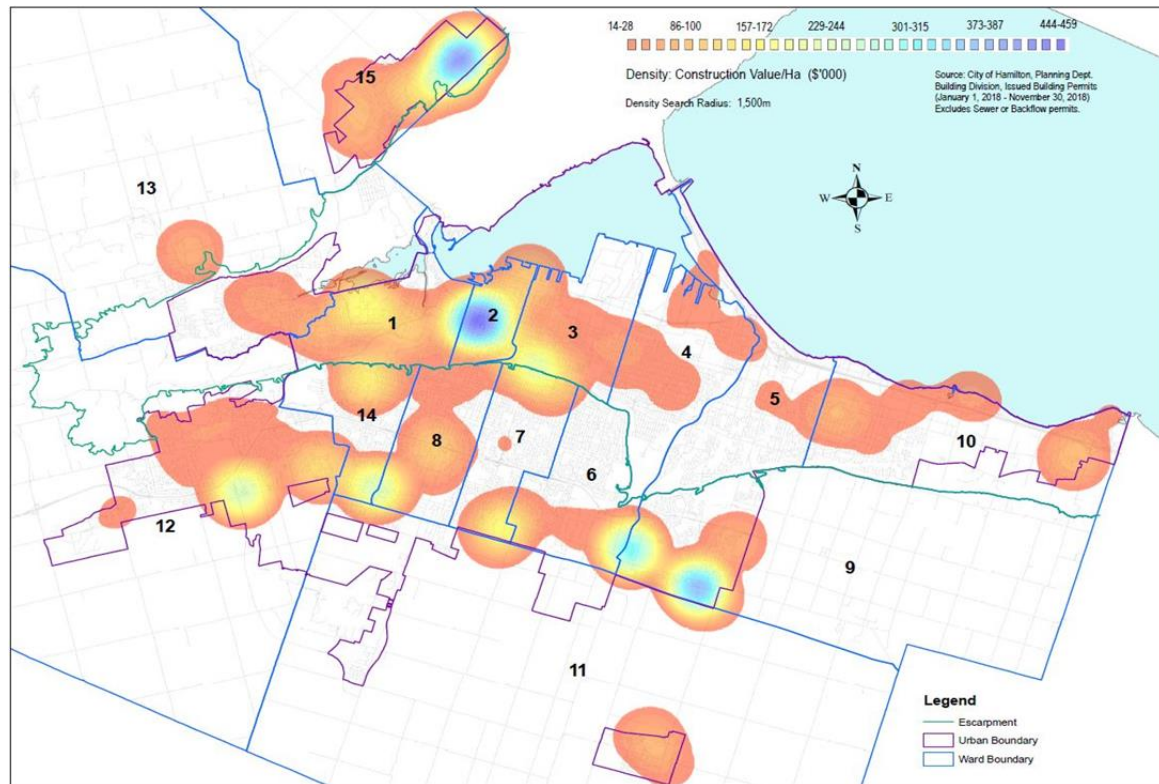 14-28 86-100 157-172 229-244 301-315 373-387 444-459
Density: Construction Value/Ha ($'000)
Density Search Radius: 1,500m
Source: City of Hamilton, Planning Dept.
Building Division, Issued Building Permits
(January 1, 2018 - November 30, 2018)
Excludes Sewer or Backflow permits.
15
13
N
W E
S
1
2
3
4
14
8
7
5
6
10
12
9
11
Legend
Escarpment
Urban Boundary
Ward Boundary